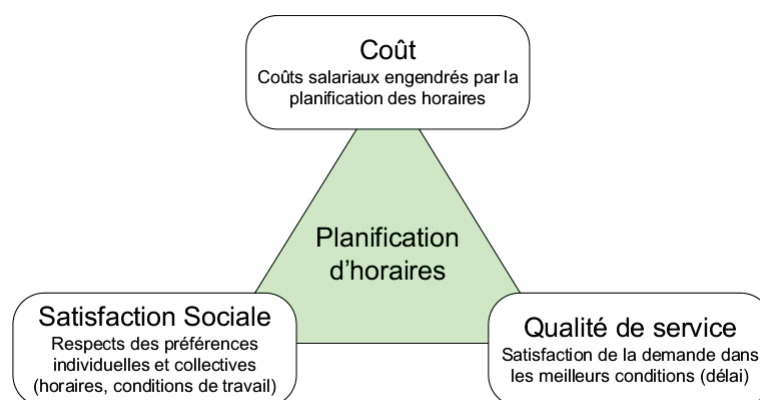 Coût
Coûts salariaux engendrés par la
planification des horaires
Planification
d'horaires
Satisfaction Sociale
Respects des préférences
individuelles et collectives
(horaires, conditions de travail)
Qualité de service
Satisfaction de la demande dans
les meilleurs conditions (délai)